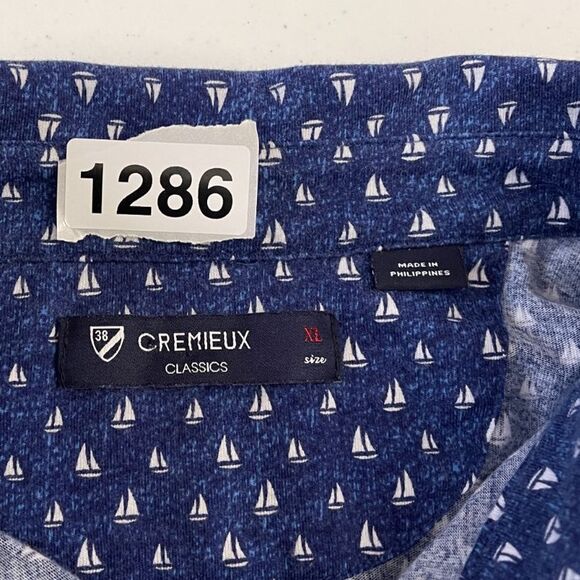 1286
MADE IN
PHILIPPINES
38
CREMIEUX
CLASSICS
XL
size